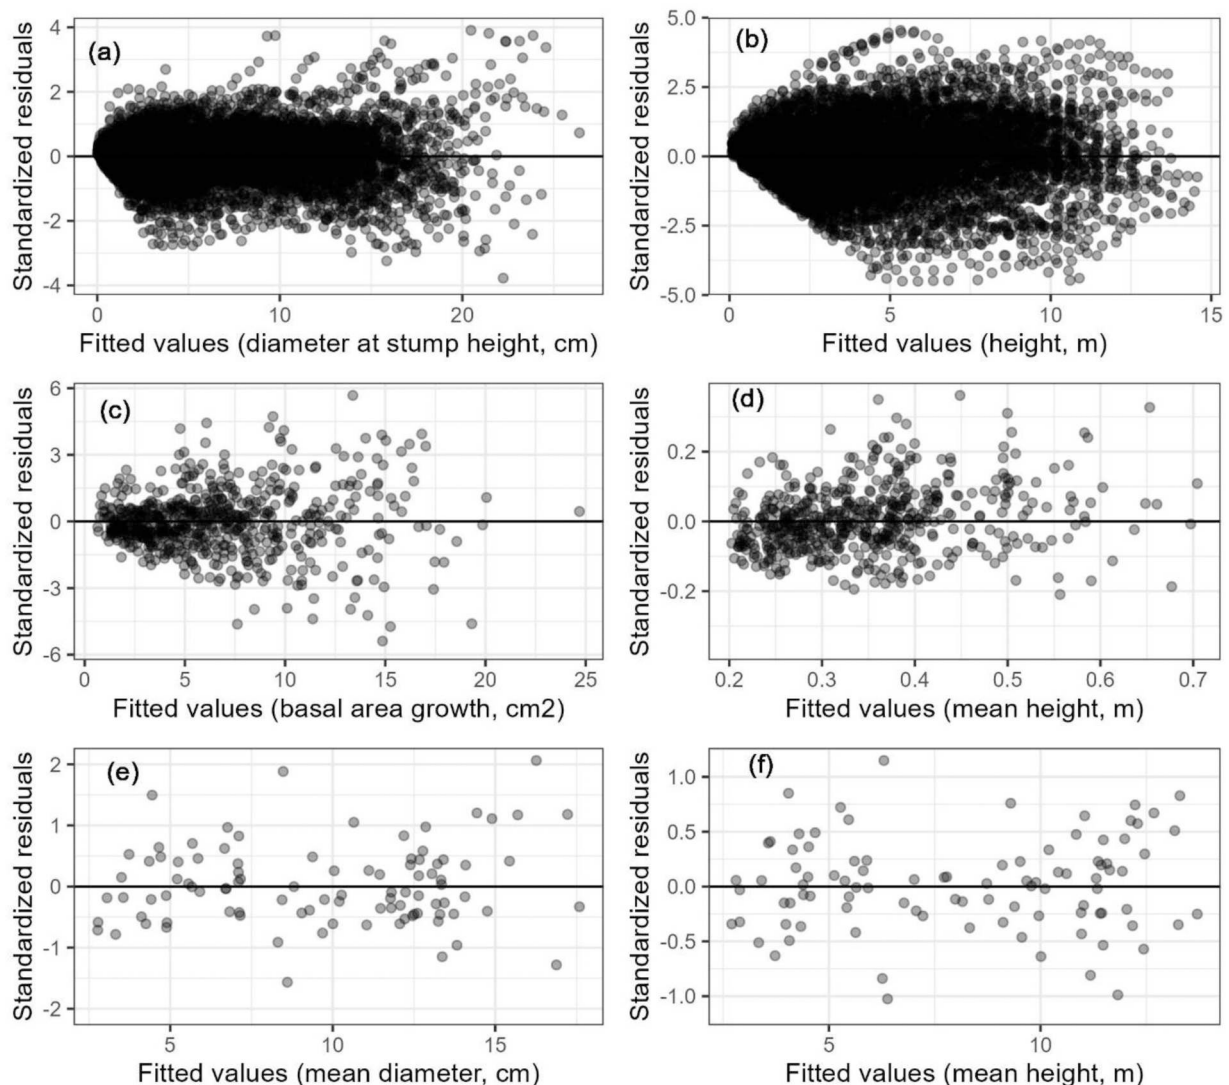 (a)
Standardized residuals
4
2
0
-2
-4
0 10 20
Fitted values (diameter at stump height, cm)
(b)
Standardized residuals
5.0
2.5
0.0
-2.5
-5.0
0 5 10 15
Fitted values (height, m)
(c)
Standardized residuals
6
3
0
-3
-6
0 5 10 15 20 25
Fitted values (basal area growth, cm2)
(d)
Standardized residuals
0.2
0.0
-0.2
0.2 0.3 0.4 0.5 0.6 0.7
Fitted values (mean height, m)
(e)
Standardized residuals
2
1
0
-1
-2
5 10 15
Fitted values (mean diameter, cm)
(f)
Standardized residuals
1.0
0.5
0.0
-0.5
-1.0
5 10
Fitted values (mean height, m)